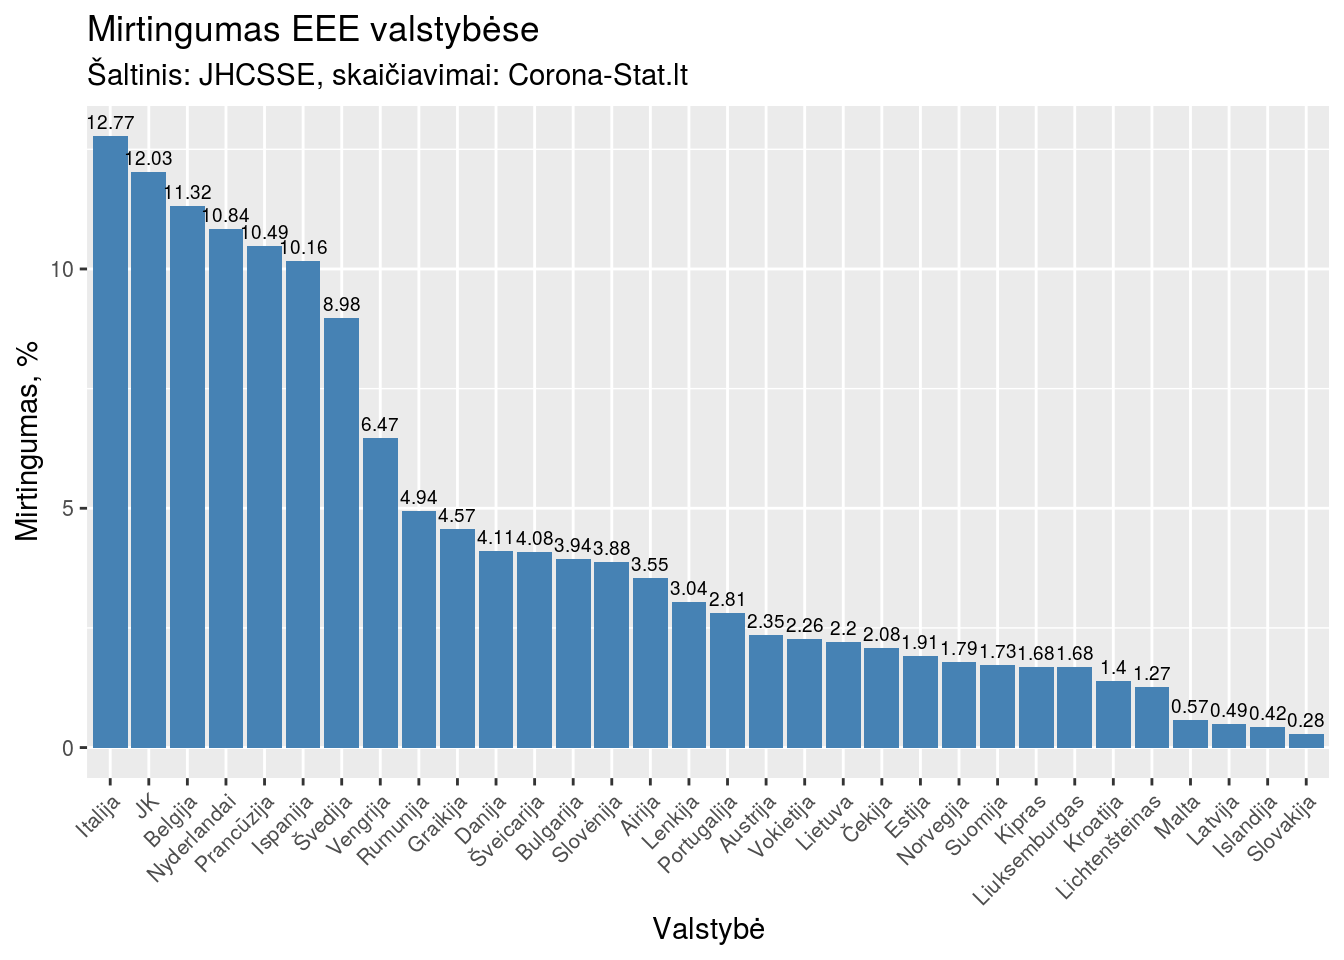 Mirtingumas EEE valstybėse
Šaltinis: JHCSSE, skaičiavimai: Corona-Stat.lt
Mirtingumas, %
10
5
0
12.77
12.03
11.32
10.84
10.49
10.16
8.98
6.47
4.94
4.57
4.11
4.08
3.94
3.88
3.55
3.04
2.81
2.35
2.26
2.2
2.08
1.91
1.79
1.73
1.68
1.68
1.4
1.27
0.57
0.49
0.42
0.28
Italija
JK
Belgija
Nyderlandai
Prancūzija
Ispanija
Švedija
Vengrija
Rumunija
Graikija
Danija
Šveicarija
Bulgarija
Slovėnija
Airija
Lenkija
Portugalija
Austrija
Vokietija
Lietuva
Čekija
Estija
Norvegija
Suomija
Kipras
Liuksemburgas
Kroatija
Lichtenšteinas
Malta
Latvija
Islandija
Slovakija
Valstybė